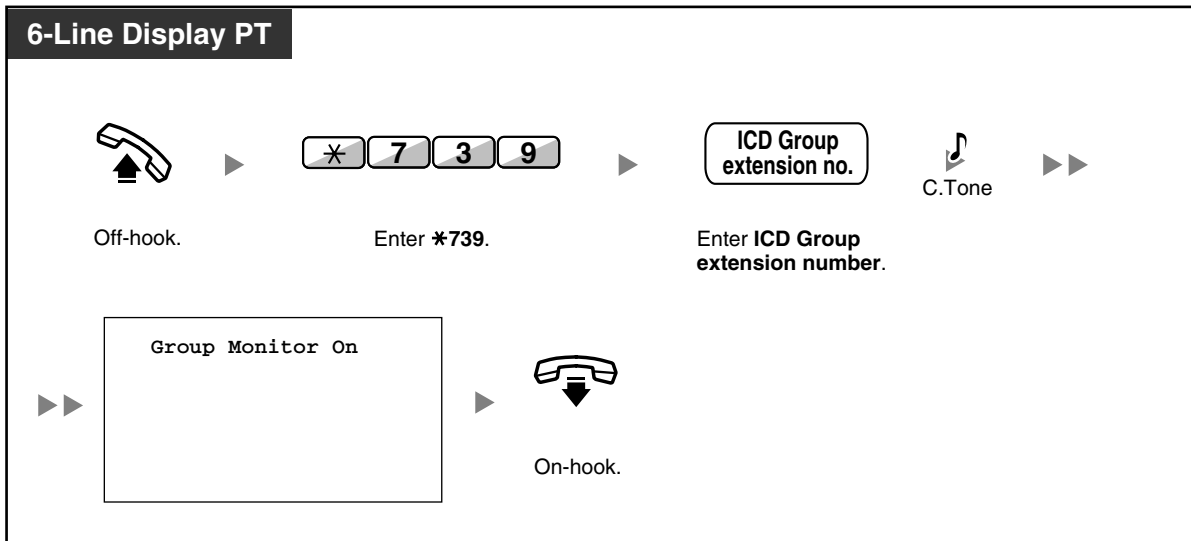 6-Line Display PT
* 7 3 9
ICD Group
extension no.
C.Tone
Off-hook.
Enter *739.
Enter ICD Group
extension number.
Group Monitor On
On-hook.